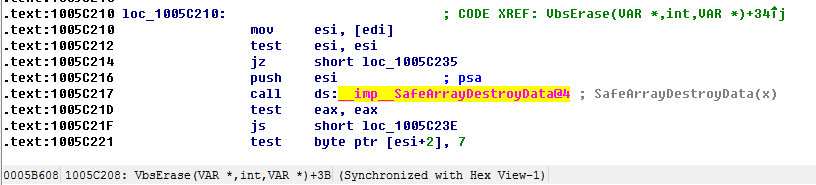 .text:1005C210 loc_1005C210: ; CODE XREF: VbsErase(VAR *,int,VAR *)+34↑j
.text:1005C210 mov esi, [edi]
.text:1005C212 test esi, esi
.text:1005C214 jz short loc_1005C235
.text:1005C216 push esi ; psa
.text:1005C217 call ds:__imp__SafeArrayDestroyData@4 ; SafeArrayDestroyData(x)
.text:1005C21D test eax, eax
.text:1005C21F js short loc_1005C23E
.text:1005C221 test byte ptr [esi+2], 7
0005B608 1005C208: VbsErase(VAR *,int,VAR *)+3B (Synchronized with Hex View-1)